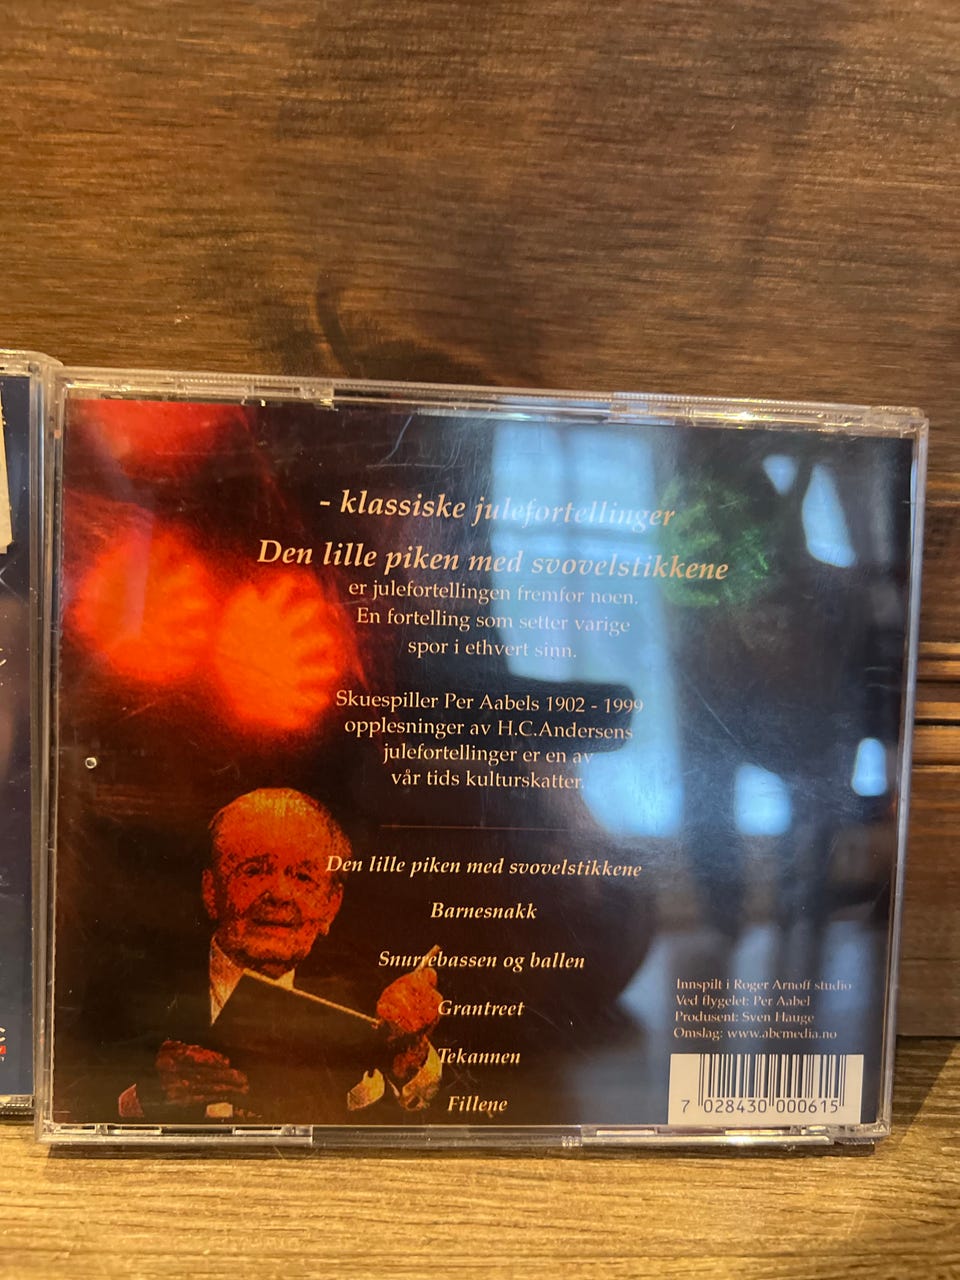 - klassiske julefortellinger
Den lille piken med svovelstikkene
er julefortellingen fremfor noen.
En fortelling som setter varige
spor i ethvert sinn.
Skuespiller Per Aabels 1902 - 1999
opplesninger av H.C.Andersens
julefortellinger er en av
vår tids kulturskatter.
Den lille piken med svovelstikkene
Barnesnakk
Snurrebassen og ballen
Grantreet
Tekannen
Fillene
Innspilt i Roger Arnoff studio
Ved flygelet: Per Aabel
Produsent: Sven Hauge
Omslag: www.abcmedia.no
7 028430 000615